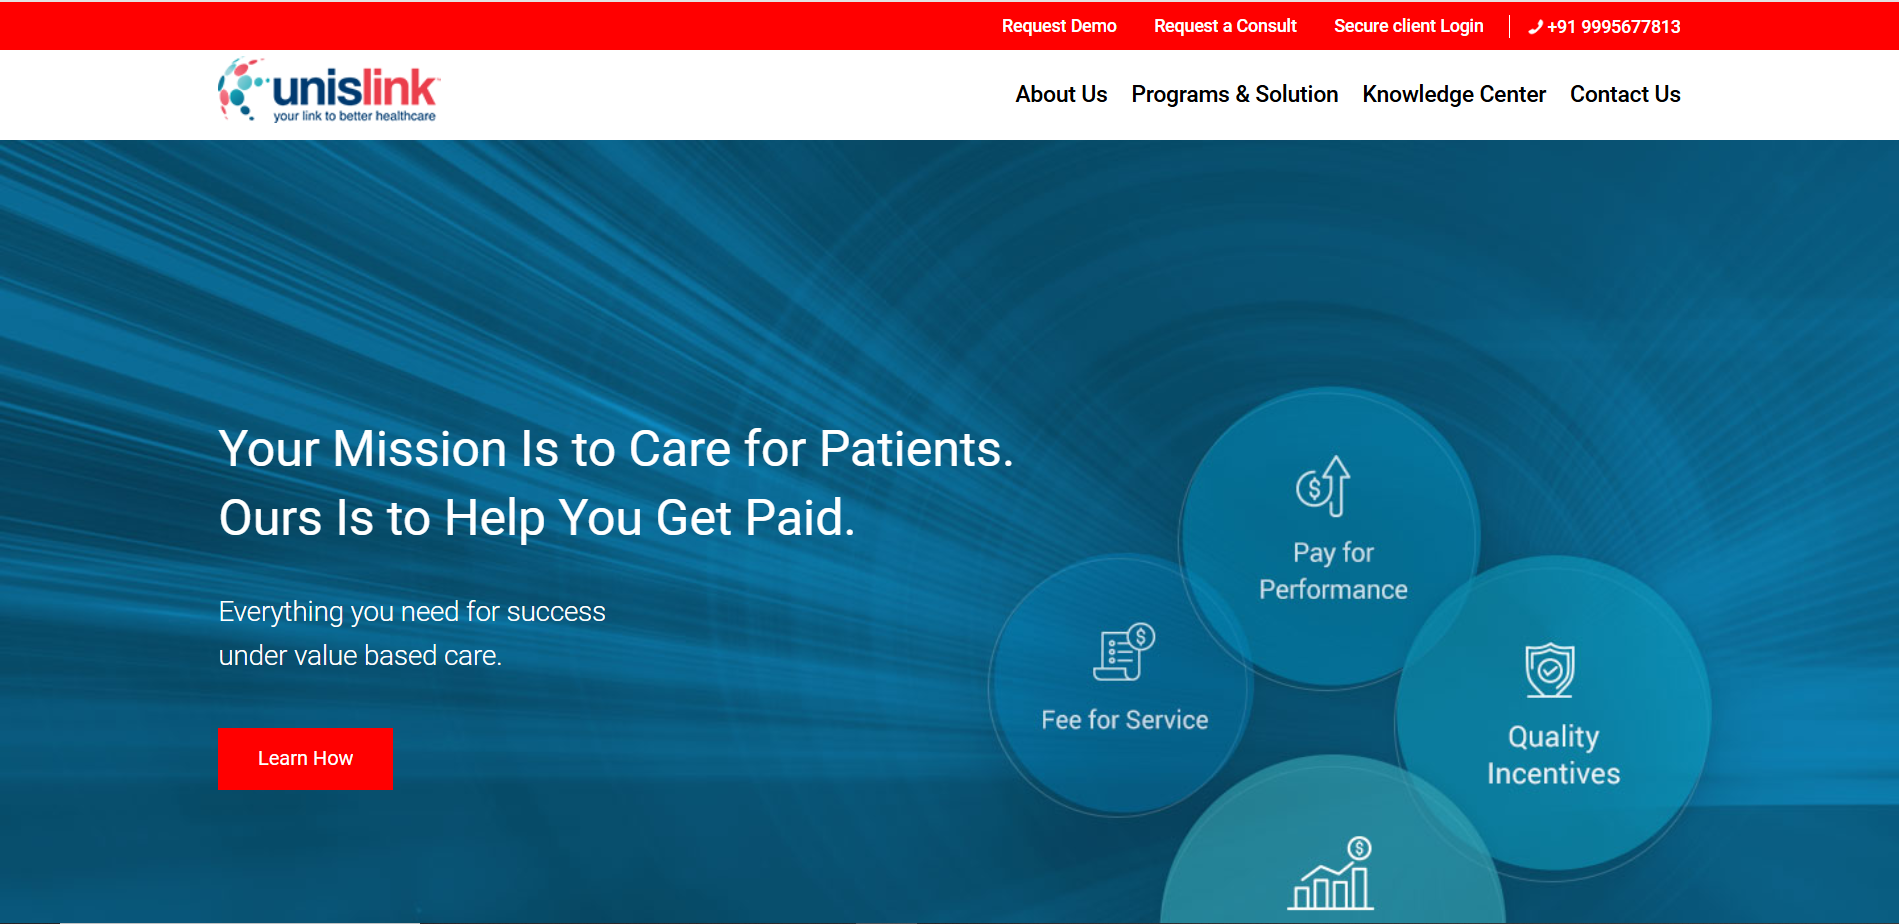 Request Demo Request a Consult Secure client Login +91 9995677813
unislink
your link to better healthcare
About Us Programs & Solution Knowledge Center Contact Us
Your Mission Is to Care for Patients.
Ours Is to Help You Get Paid.
Everything you need for success
under value based care.
Learn How
Pay for
Performance
Fee for Service
Quality
Incentives